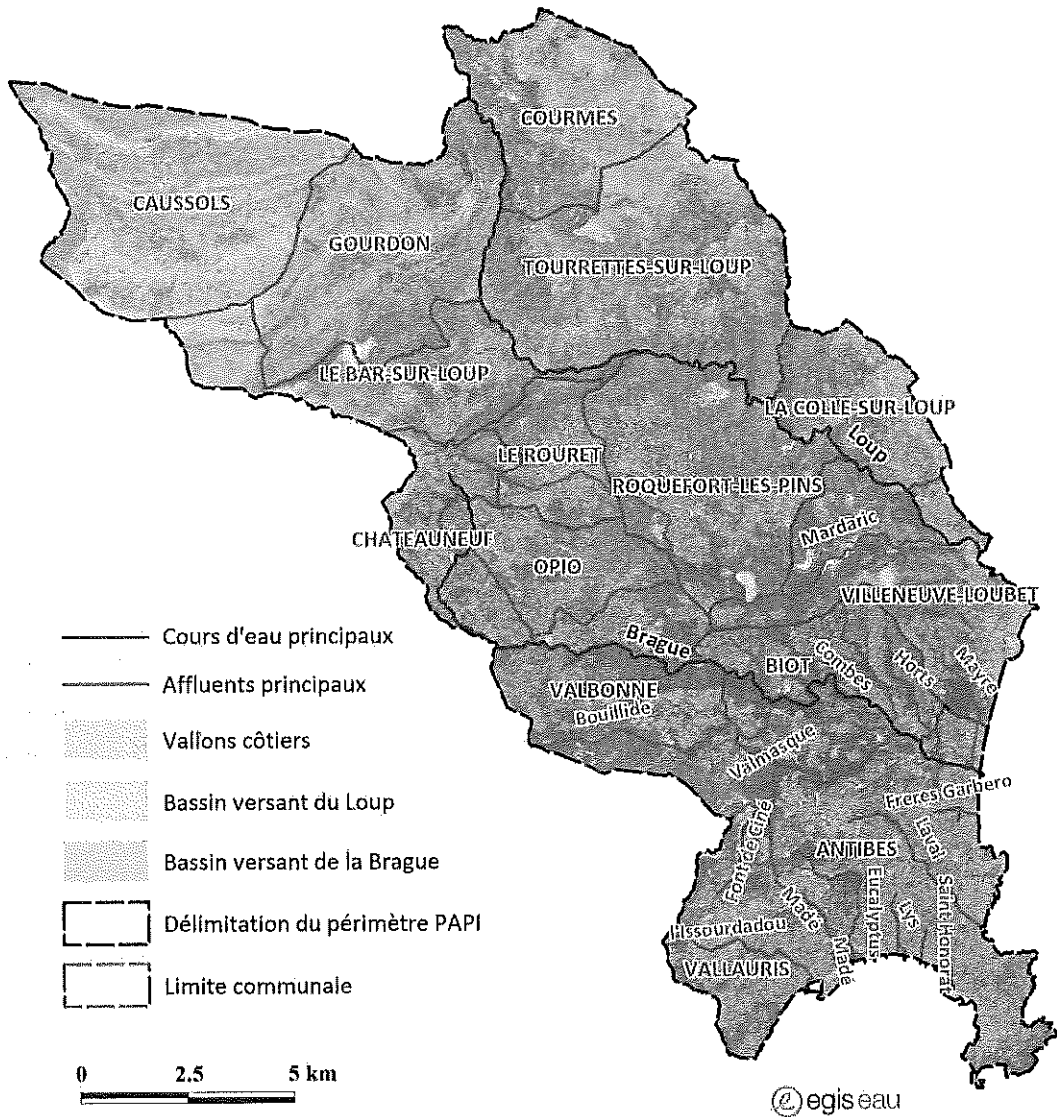 COURMES
CAUSSOLS
GOURDON
TOURRETTES-SUR-LOUP
LE BAR-SUR-LOUP
LA COLLE-SUR-LOUP
Loup
LE ROURET
ROQUEFORT-LES-PINS
Mardaric
CHATEAUNEUF
OPIO
VILLENEUVE-LOUBET
Brague
BIOT
Combes
Horts
Mayre
VALBONNE
Bouillide
Valmasque
Freres Garbero
Font de Cine
ANTIBES
Laval
Madé
Eucalyptus
Lys
Saint Honorat
Issourdadou
Madé
VALLAURIS
Cours d'eau principaux
Affluents principaux
Vallons côtiers
Bassin versant du Loup
Bassin versant de la Brague
Délimitation du périmètre PAPI
Limite communale
0 2.5 5 km
egis eau